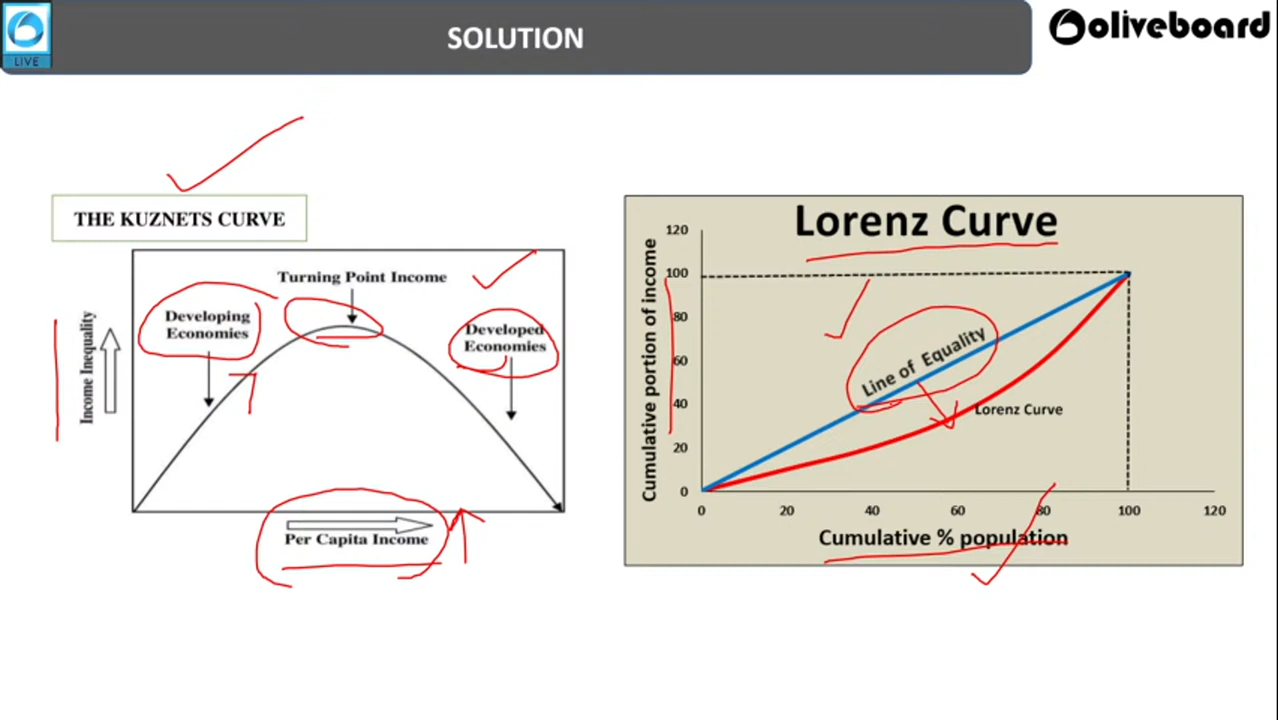 LIVE
SOLUTION
oliveboard
THE KUZNETS CURVE
Turning Point Income
Developing
Economies
Developed
Economies
Income Inequality
Per Capita Income
Lorenz Curve
Cumulative portion of income
120
100
80
60
40
20
0
Line of Equality
Lorenz Curve
0 20 40 60 80 100 120
Cumulative % population